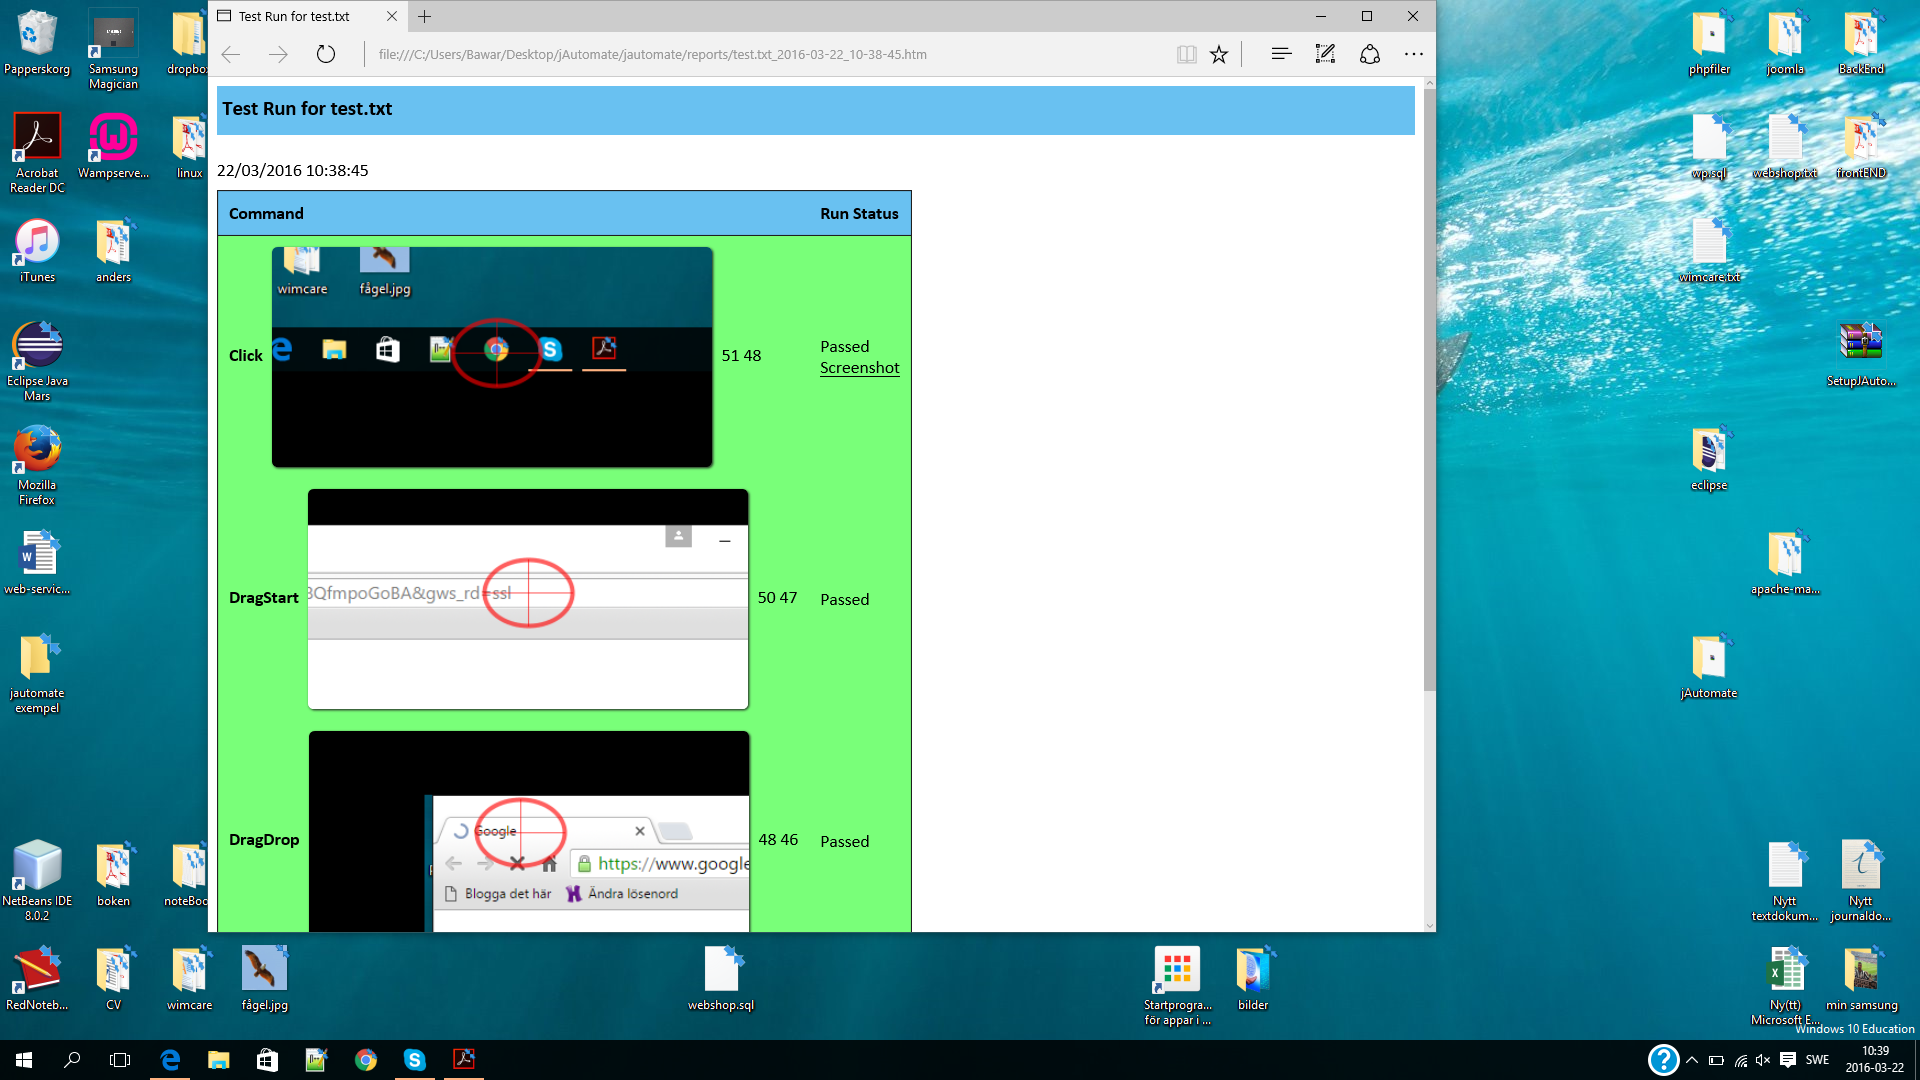 Test Run for test.txt
file:///C:/Users/Bawar/Desktop/jAutomate/jautomate/reports/test.txt_2016-03-22_10-38-45.htm
Test Run for test.txt
22/03/2016 10:38:45
Command Run Status
wimcare fågel.jpg
Click 51 48 Passed
Screenshot
3QfmpoGoBA&gws_rd=ssl
DragStart 50 47 Passed
Google
DragDrop 48 46 Passed
https://www.google
Blogga det här Ändra lösenord
Papperskorg
Samsung
Magician
dropbox
Acrobat
Reader DC
Wampserve...
linux
iTunes
anders
Eclipse Java
Mars
Mozilla
Firefox
web-servic...
jautomate
exempel
NetBeans IDE
8.0.2
boken
noteBoo
RedNoteb...
CV
wimcare
fågel.jpg
webshop.sql
Startprogra...
för appar i ...
bilder
phpfiler
joomla
BackEnd
wp.sql
webshop.txt
frontEND
wimcare.txt
SetupJAuto...
eclipse
apache-ma...
jAutomate
Nytt
textdokum...
Nytt
journaldo...
Ny(tt)
Microsoft E...
min samsung
Windows 10 Education
SWE
10:39
2016-03-22